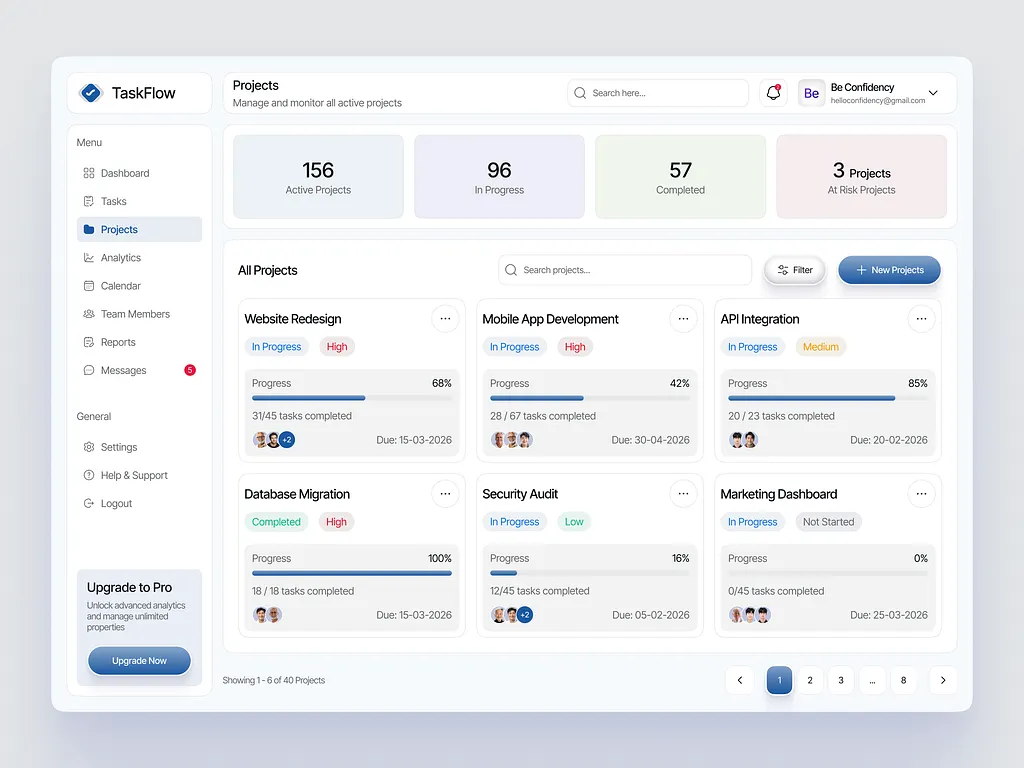 TaskFlow
Menu
Dashboard
Tasks
Projects
Analytics
Calendar
Team Members
Reports
Messages 5
General
Settings
Help & Support
Logout
Upgrade to Pro
Unlock advanced analytics
and manage unlimited
properties
Upgrade Now
Projects
Manage and monitor all active projects
Search here...
Be
Be Confidency
helloconfidency@gmail.com
156
Active Projects
96
In Progress
57
Completed
3 Projects
At Risk Projects
All Projects
Search projects...
Filter
+ New Projects
Website Redesign
...
In Progress High
Progress 68%
31/45 tasks completed
+2 Due: 15-03-2026
Mobile App Development
...
In Progress High
Progress 42%
28 / 67 tasks completed
Due: 30-04-2026
API Integration
...
In Progress Medium
Progress 85%
20 / 23 tasks completed
Due: 20-02-2026
Database Migration
...
Completed High
Progress 100%
18 / 18 tasks completed
Due: 15-03-2026
Security Audit
...
In Progress Low
Progress 16%
12/45 tasks completed
+2 Due: 05-02-2026
Marketing Dashboard
...
In Progress Not Started
Progress 0%
0/45 tasks completed
Due: 25-03-2026
Showing 1 - 6 of 40 Projects
< 1 2 3 ... 8 >